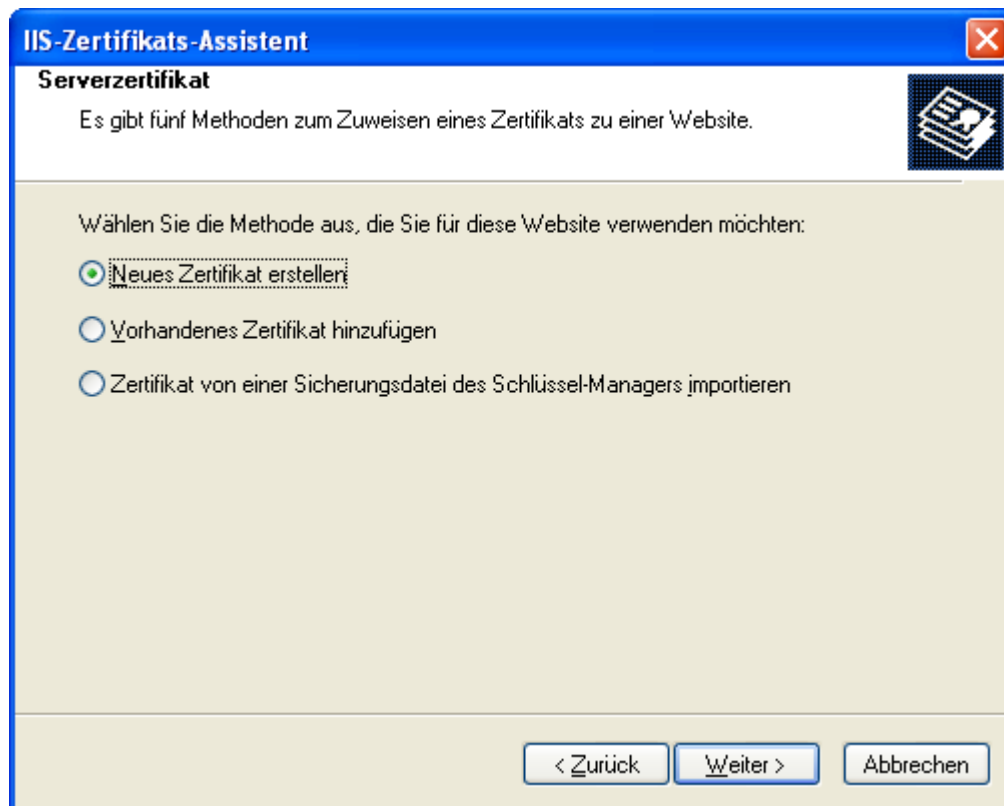 IIS-Zertifikats-Assistent
Serverzertifikat
Es gibt fünf Methoden zum Zuweisen eines Zertifikats zu einer Website.
Wählen Sie die Methode aus, die Sie für diese Website verwenden möchten:
Neues Zertifikat erstellen
Vorhandenes Zertifikat hinzufügen
Zertifikat von einer Sicherungsdatei des Schlüssel-Managers importieren
< Zurück Weiter > Abbrechen